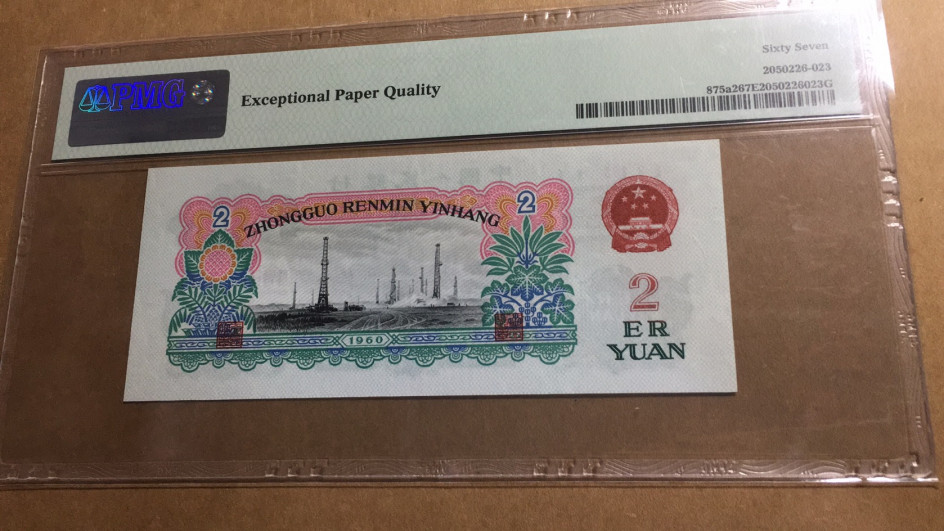 PMG
Exceptional Paper Quality
Sixty Seven
2050226-023
875a267E2050226023G
2
ZHONGGUO RENMIN YINHANG
2
1960
2
ER
YUAN